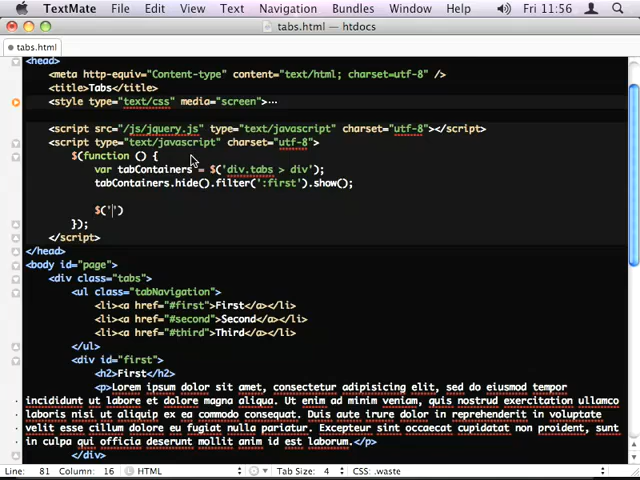 TextMate File Edit View Text Navigation Bundles Window Help Fri 11:56
tabs.html — htdocs
tabs.html
<head>
<meta http-equiv="Content-type" content="text/html; charset=utf-8" />
<title>Tabs</title>
<style type="text/css" media="screen">...
<script src="/js/jquery.js" type="text/javascript" charset="utf-8"></script>
<script type="text/javascript" charset="utf-8">
$(function () {
var tabContainers = $('div.tabs > div');
tabContainers.hide().filter(':first').show();
$('')
});
</script>
</head>
<body id="page">
<div class="tabs">
<ul class="tabNavigation">
<li><a href="#first">First</a></li>
<li><a href="#second">Second</a></li>
<li><a href="#third">Third</a></li>
</ul>
<div id="first">
<h2>First</h2>
<p>Lorem ipsum dolor sit amet, consectetur adipisicing elit, sed do eiusmod tempor
incididunt ut labore et dolore magna aliqua. Ut enim ad minim veniam, quis nostrud exercitation ullamco
laboris nisi ut aliquip ex ea commodo consequat. Duis aute irure dolor in reprehenderit in voluptate
velit esse cillum dolore eu fugiat nulla pariatur. Excepteur sint occaecat cupidatat non proident, sunt
in culpa qui officia deserunt mollit anim id est laborum.</p>
</div>
Line: 81 Column: 16 HTML Tab Size: 4 CSS: .waste